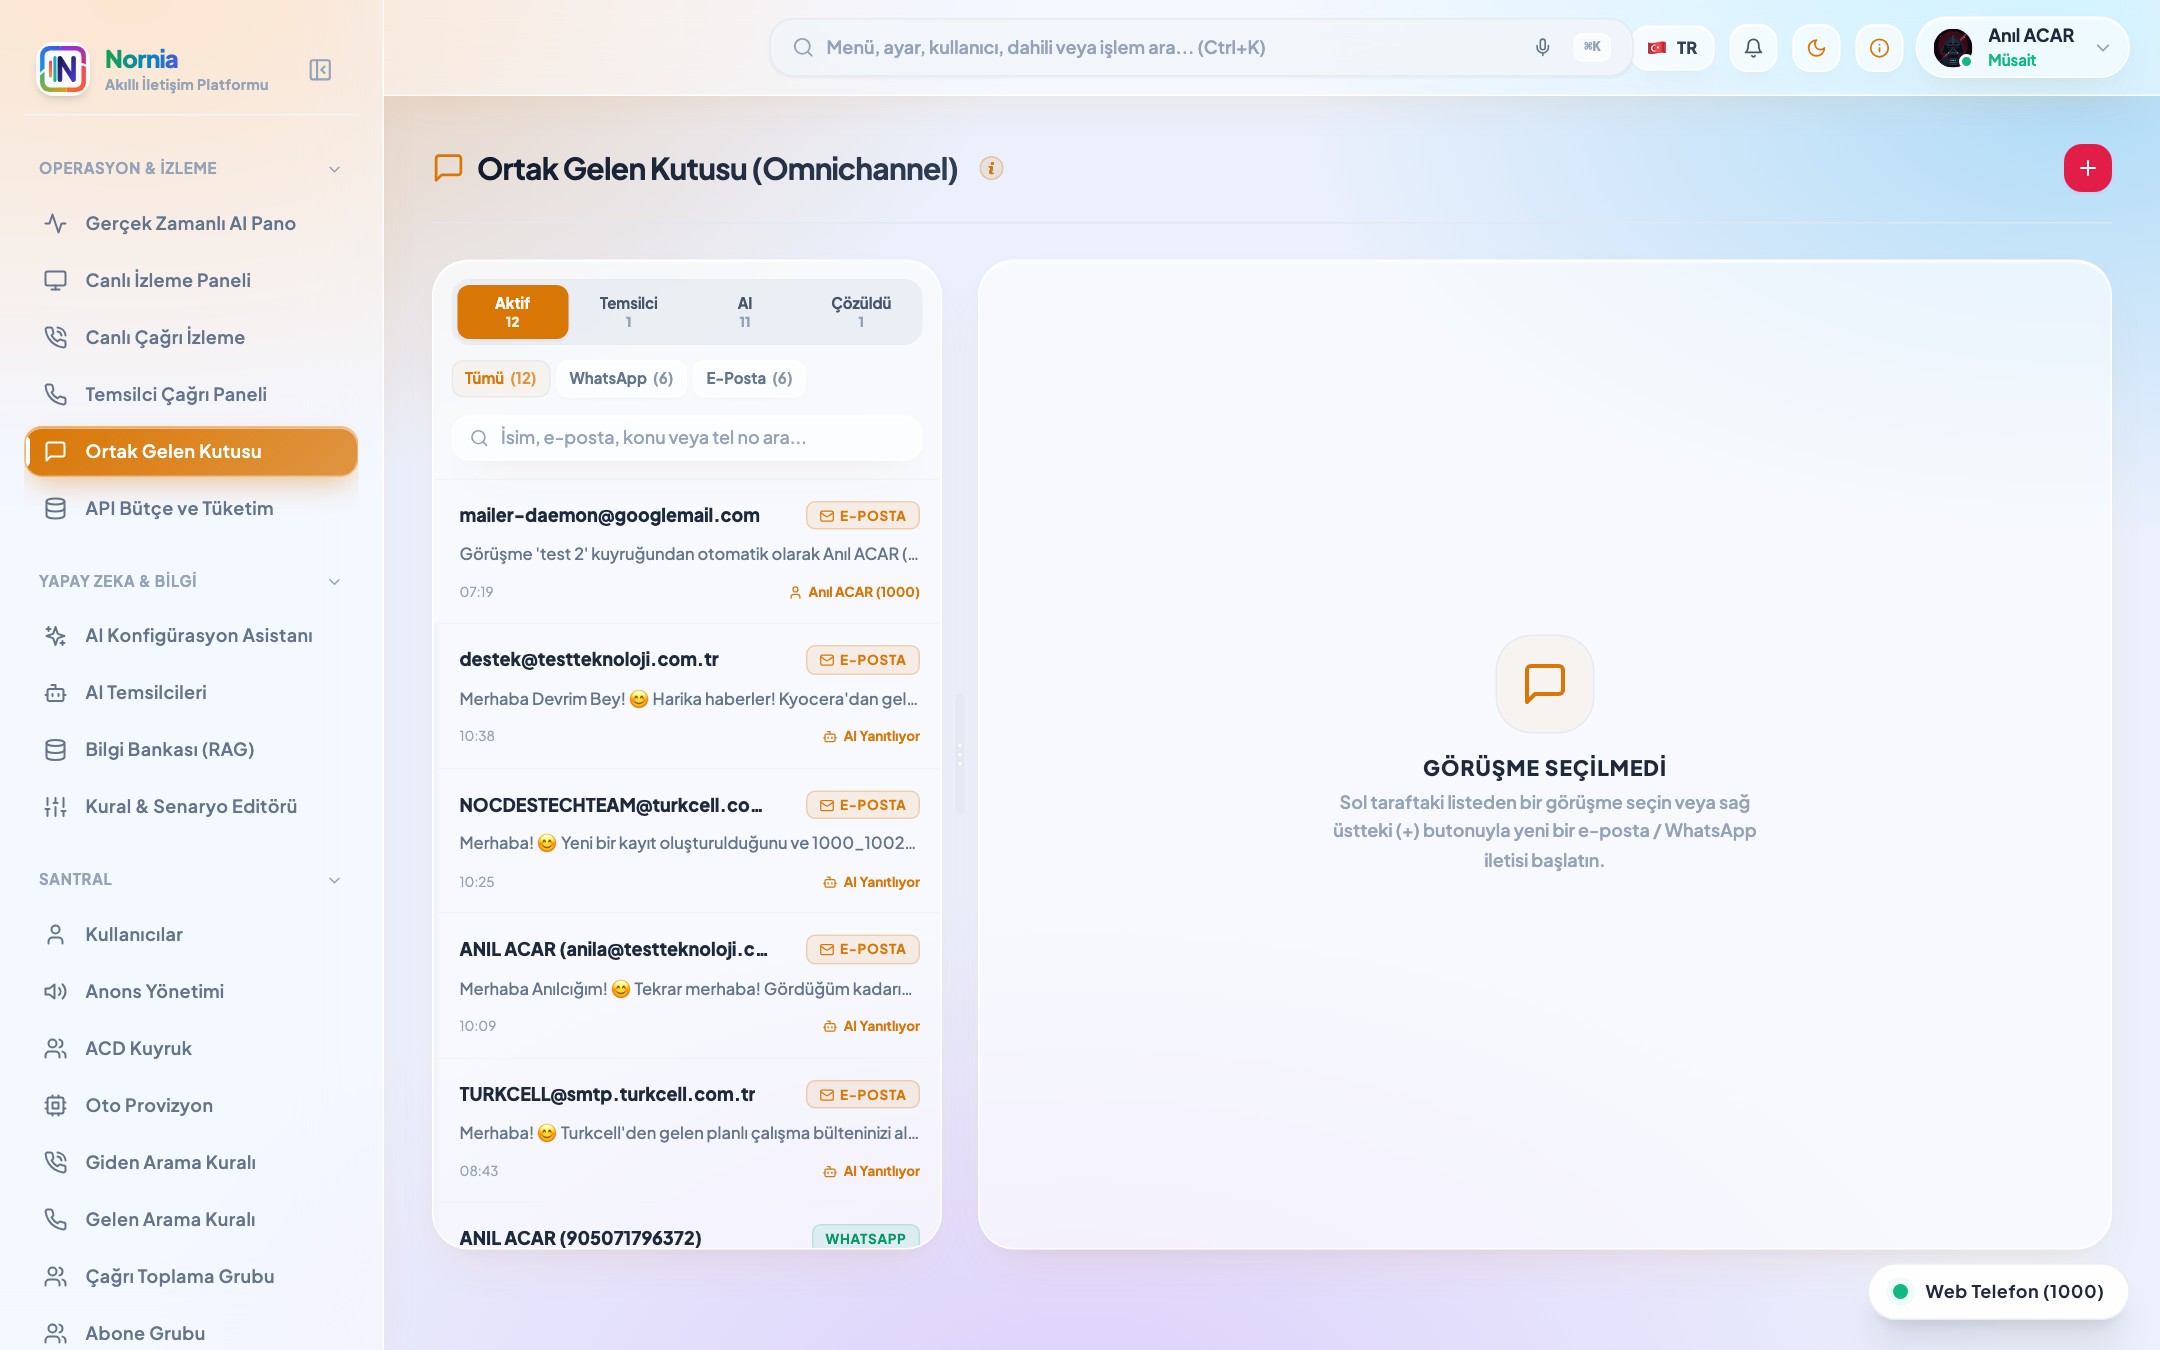 Nornia
Akıllı İletişim Platformu
Menü, ayar, kullanıcı, dahili veya işlem ara... (Ctrl+K)
⌘K
TR
Anıl ACAR
Müsait
OPERASYON & İZLEME
Gerçek Zamanlı AI Pano
Canlı İzleme Paneli
Canlı Çağrı İzleme
Temsilci Çağrı Paneli
Ortak Gelen Kutusu
API Bütçe ve Tüketim
YAPAY ZEKA & BİLGİ
AI Konfigürasyon Asistanı
AI Temsilcileri
Bilgi Bankası (RAG)
Kural & Senaryo Editörü
SANTRAL
Kullanıcılar
Anons Yönetimi
ACD Kuyruk
Oto Provizyon
Giden Arama Kuralı
Gelen Arama Kuralı
Çağrı Toplama Grubu
Abone Grubu
Ortak Gelen Kutusu (Omnichannel)
Aktif
12
Temsilci
1
AI
11
Çözüldü
1
Tümü (12)
WhatsApp (6)
E-Posta (6)
İsim, e-posta, konu veya tel no ara...
mailer-daemon@googlemail.com
E-POSTA
Görüşme 'test 2' kuyruğundan otomatik olarak Anıl ACAR (...
07:19
Anıl ACAR (1000)
destek@testteknoloji.com.tr
E-POSTA
Merhaba Devrim Bey! 😊 Harika haberler! Kyocera'dan gel...
10:38
AI Yanıtlıyor
NOCDESTECHTEAM@turkcell.co...
E-POSTA
Merhaba! 😊 Yeni bir kayıt oluşturulduğunu ve 1000_1002...
10:25
AI Yanıtlıyor
ANIL ACAR (anila@testteknoloji.c...
E-POSTA
Merhaba Anılcığım! 😊 Tekrar merhaba! Gördüğüm kadarı...
10:09
AI Yanıtlıyor
TURKCELL@smtp.turkcell.com.tr
E-POSTA
Merhaba! 😊 Turkcell'den gelen planlı çalışma bülteninizi al...
08:43
AI Yanıtlıyor
ANIL ACAR (905071796372)
WHATSAPP
GÖRÜŞME SEÇİLMEDİ
Sol taraftaki listeden bir görüşme seçin veya sağ
üstteki (+) butonuyla yeni bir e-posta / WhatsApp
iletisi başlatın.
Web Telefon (1000)